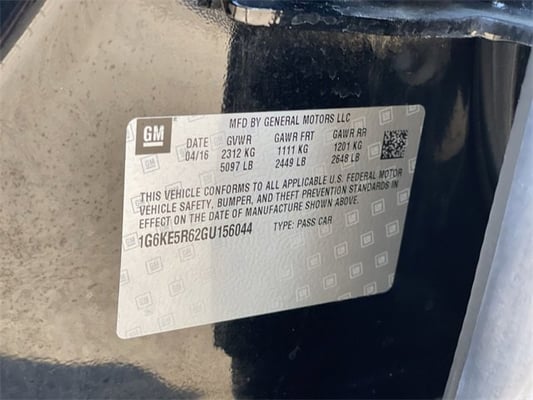 MFD BY GENERAL MOTORS LLC
GM
DATE GVWR GAWR FRT GAWR RR
04/16 2312 KG 1111 KG 1201 KG
5097 LB 2449 LB 2648 LB
THIS VEHICLE CONFORMS TO ALL APPLICABLE U.S. FEDERAL MOTOR
VEHICLE SAFETY, BUMPER, AND THEFT PREVENTION STANDARDS IN
EFFECT ON THE DATE OF MANUFACTURE SHOWN ABOVE.
1G6KE5R62GU156044 TYPE: PASS CAR